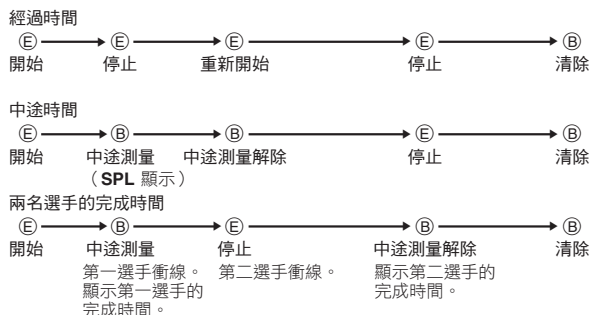 經過時間
Ⓔ Ⓔ Ⓔ Ⓔ Ⓑ
開始 停止 重新開始 停止 清除
中途時間
Ⓔ Ⓑ Ⓑ Ⓔ Ⓑ
開始 中途測量 中途測量解除 停止 清除
（SPL 顯示）
兩名選手的完成時間
Ⓔ Ⓑ Ⓔ Ⓑ Ⓑ
開始 中途測量 停止 中途測量解除 清除
第一選手衝線。 第二選手衝線。 顯示第二選手的
顯示第一選手的 完成時間。
完成時間。